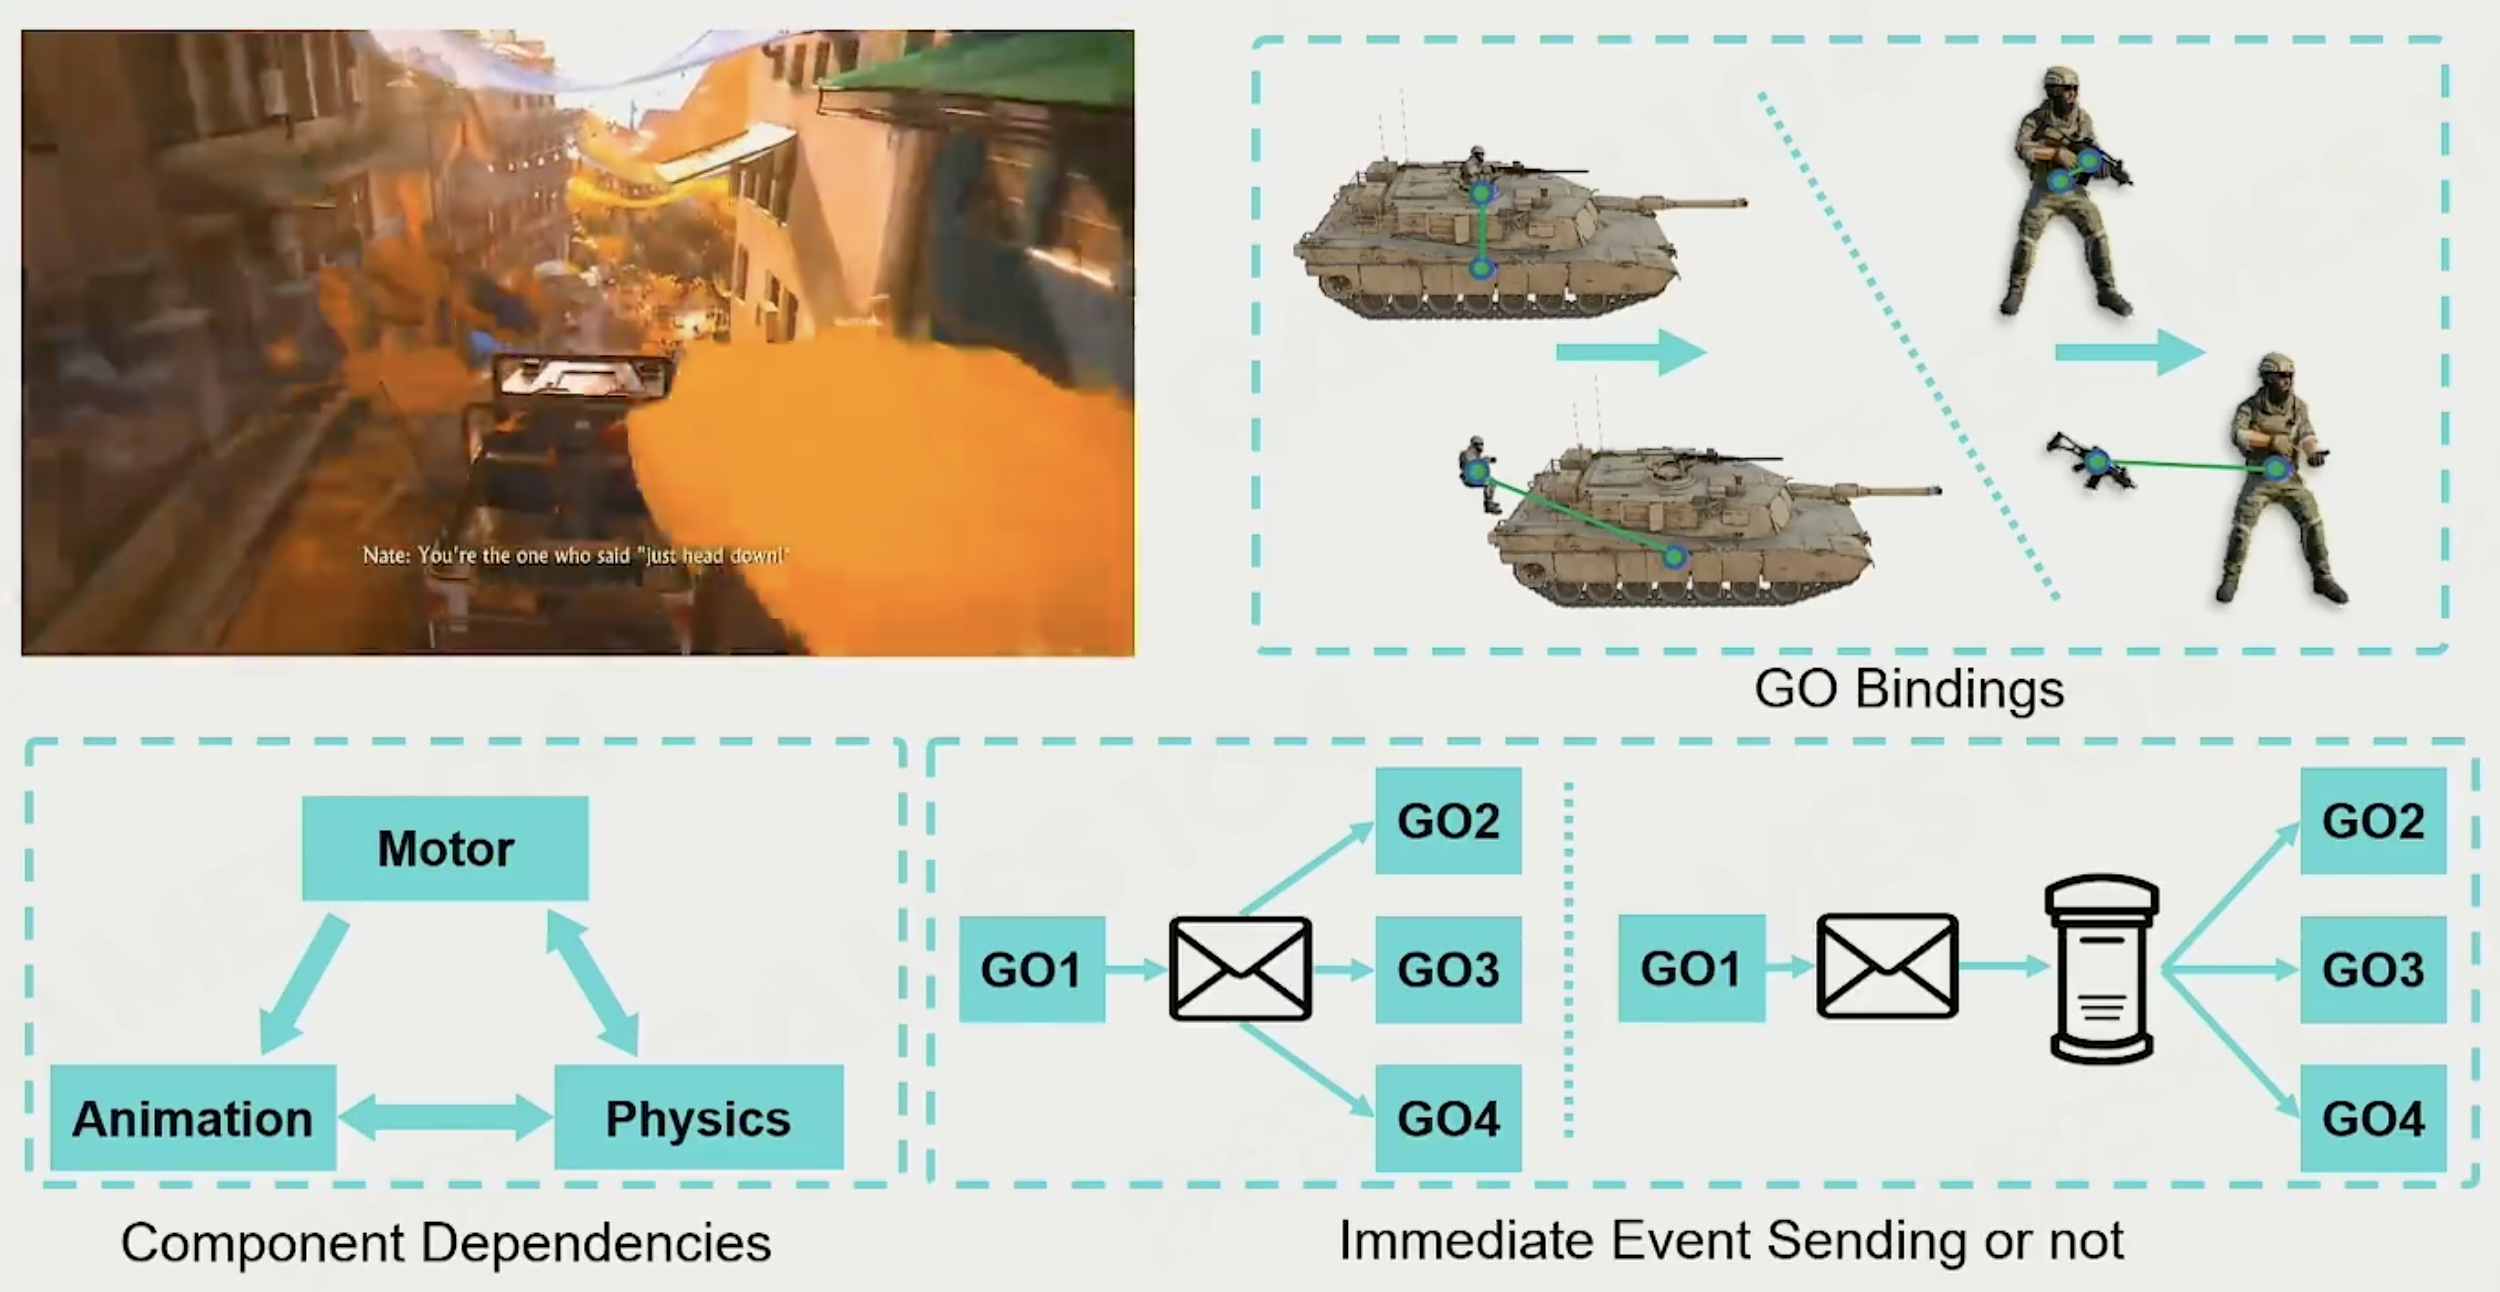 Nate: You're the one who said "just head down!"
GO Bindings
Motor
Animation
Physics
Component Dependencies
GO1
GO2
GO3
GO4
GO1
GO2
GO3
GO4
Immediate Event Sending or not